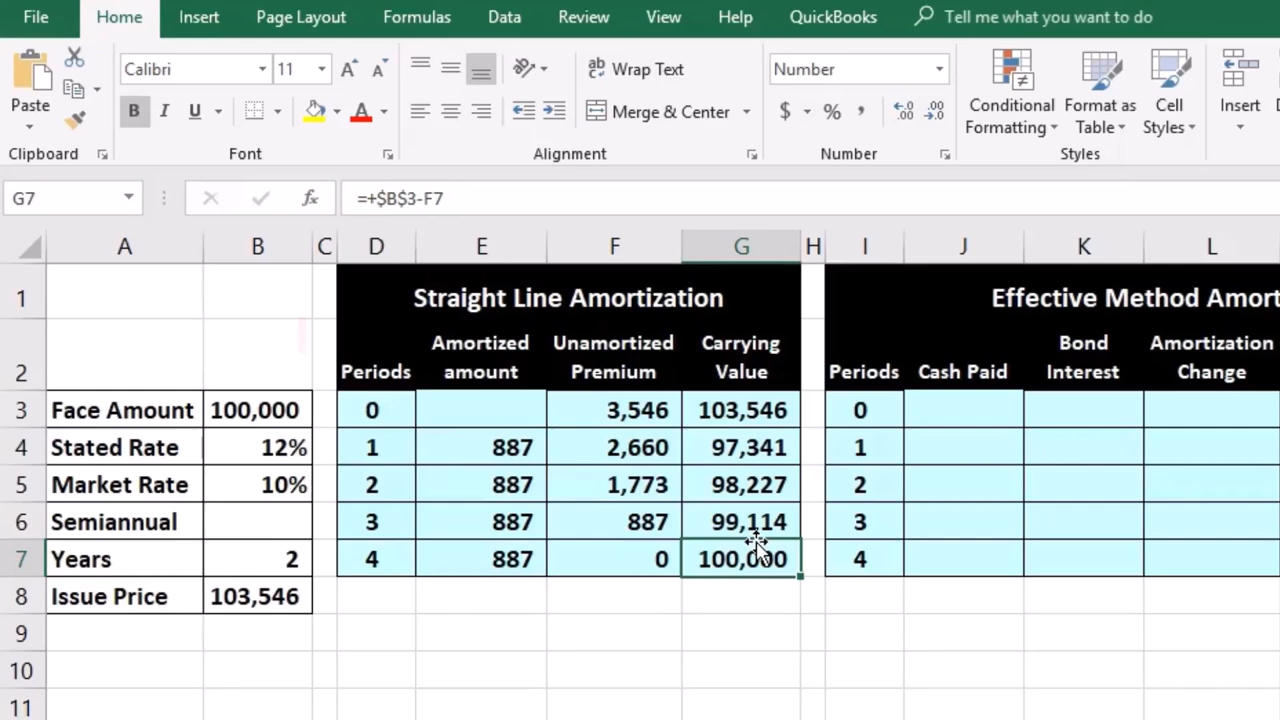 File Home Insert Page Layout Formulas Data Review View Help QuickBooks Tell me what you want to do
Calibri 11 A A ab Wrap Text Number
Paste B I U A Merge & Center $ % , Conditional Formatting Format as Table Cell Styles Insert
Clipboard Font Alignment Number Styles
G7 fx =+$B$3-F7
A B C D E F G H I J K L
1 Straight Line Amortization Effective Method Amort
2 Periods Amortized amount Unamortized Premium Carrying Value Periods Cash Paid Bond Interest Amortization Change
3 Face Amount 100,000 0 3,546 103,546 0
4 Stated Rate 12% 1 887 2,660 97,341 1
5 Market Rate 10% 2 887 1,773 98,227 2
6 Semiannual 3 887 887 99,114 3
7 Years 2 4 887 0 100,000 4
8 Issue Price 103,546
9
10
11